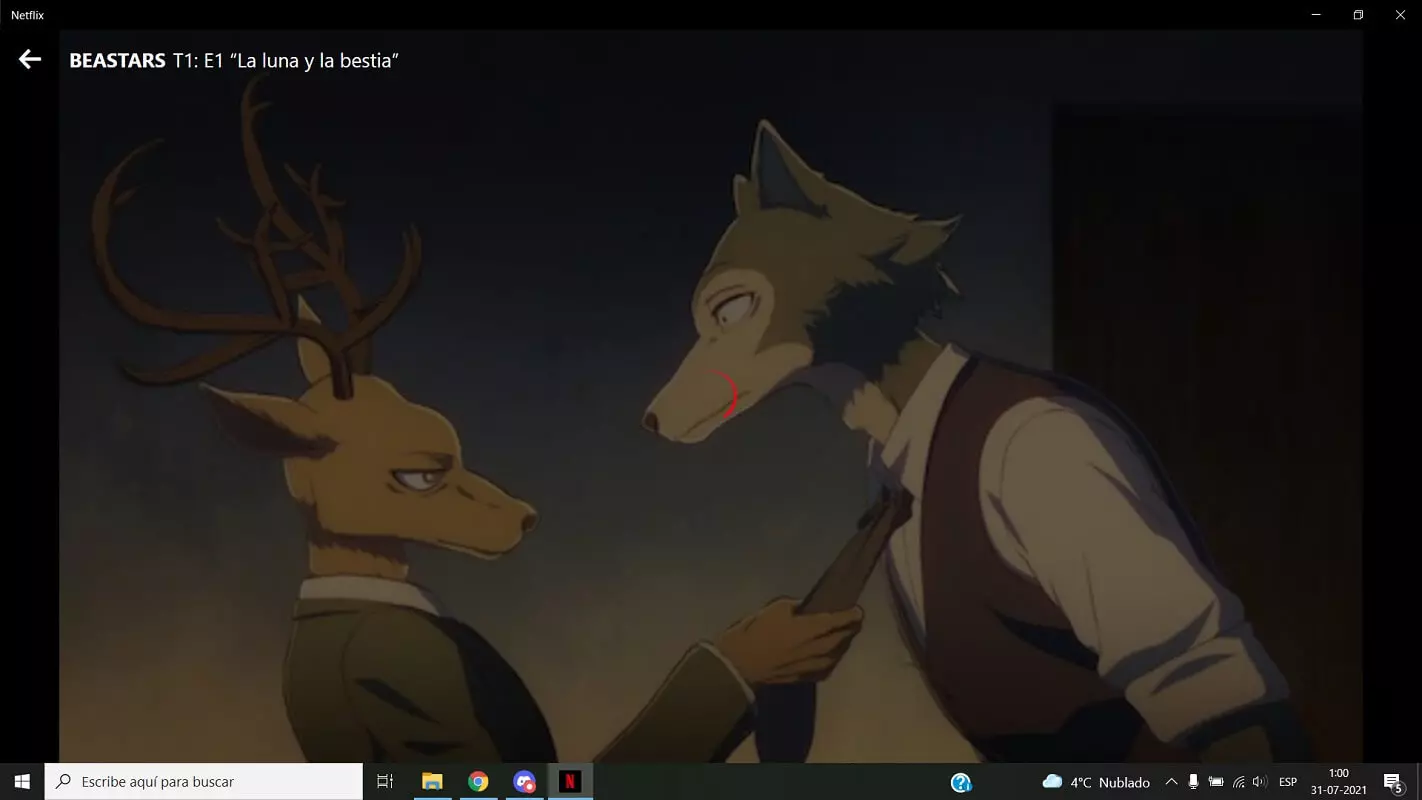 Netflix
BEASTARS T1: E1 “La luna y la bestia”
Escribe aquí para buscar
N
4°C Nublado
ESP
1:00
31-07-2021
5